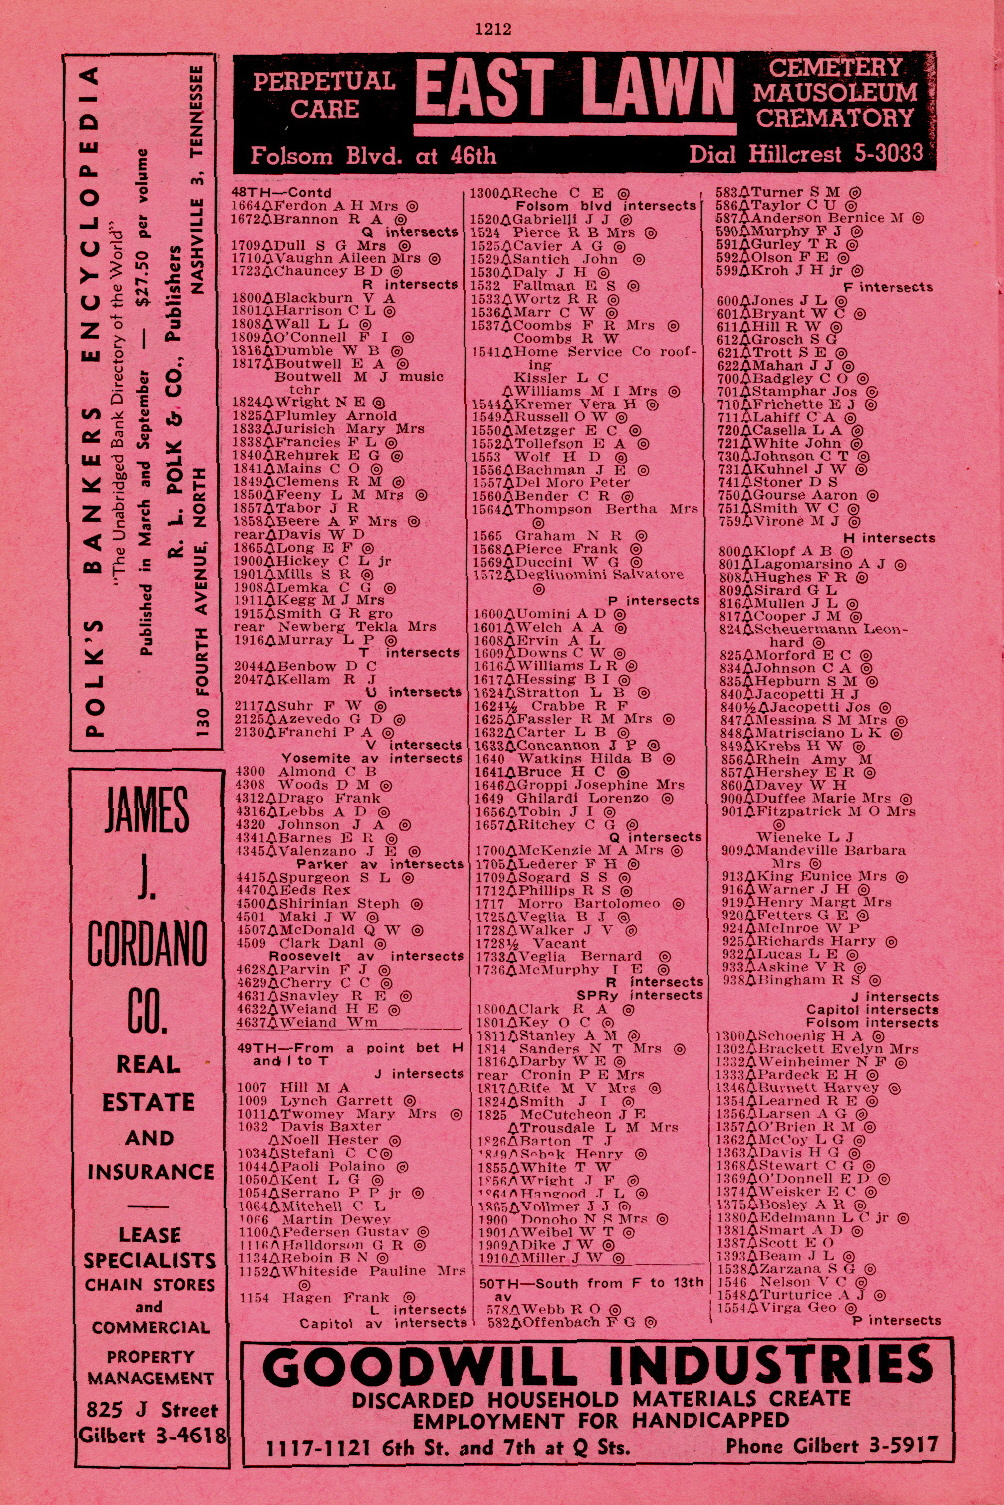 1212
POLK'S BANKERS ENCYCLOPEDIA
"The Unabridged Bank Directory of the World"
Published in March and September — $27.50 per volume
R. L. POLK & CO., Publishers
130 FOURTH AVENUE, NORTH NASHVILLE 3, TENNESSEE
JAMES
J.
CORDANO
CO.
REAL
ESTATE
AND
INSURANCE
LEASE
SPECIALISTS
CHAIN STORES
and
COMMERCIAL
PROPERTY
MANAGEMENT
825 J Street
Gilbert 3-4618
PERPETUAL
CARE
EAST LAWN
CEMETERY
MAUSOLEUM
CREMATORY
Folsom Blvd. at 46th
Dial Hillcrest 5-3033
48TH—Contd
1664△Ferdon A H Mrs ◎
1672△Brannon R A ◎
Q intersects
1709△Dull S G Mrs ◎
1710△Vaughn Aileen Mrs ◎
1723△Chauncey B D ◎
R intersects
1800△Blackburn V A
1801△Harrison C L ◎
1808△Wall L L ◎
1809△O'Connell F I ◎
1816△Dumble W B ◎
1817△Boutwell E A ◎
Boutwell M J music
tchr
1824△Wright N E ◎
1825△Plumley Arnold
1833△Jurisich Mary Mrs
1838△Francies F L ◎
1840△Rehurek E G ◎
1841△Mains C O ◎
1849△Clemens R M ◎
1850△Feeny L M Mrs ◎
1857△Tabor J R
1858△Beere A F Mrs ◎
rear△Davis W D
1865△Long E F ◎
1900△Hickey C L jr
1901△Mills S R ◎
1908△Lemka C G ◎
1911△Kegg M J Mrs
1915△Smith G R gro
rear Newberg Tekla Mrs
1916△Murray L P ◎
T intersects
2044△Benbow D C
2047△Kellam R J
U intersects
2117△Suhr F W ◎
2125△Azevedo G D ◎
2130△Franchi P A ◎
V intersects
Yosemite av intersects
4300 Almond C B
4308 Woods D M ◎
4312△Drago Frank
4316△Lebbs A D ◎
4320 Johnson J A ◎
4341△Barnes E R ◎
4345△Valenzano J E ◎
Parker av intersects
4415△Spurgeon S L ◎
4470△Eeds Rex
4500△Shirinian Steph ◎
4501 Maki J W ◎
4507△McDonald Q W ◎
4509 Clark Danl ◎
Roosevelt av intersects
4628△Parvin F J ◎
4629△Cherry C C ◎
4631△Snavley R E ◎
4632△Weiand H E ◎
4637△Weiand Wm
49TH—From a point bet H
and I to T
J intersects
1007 Hill M A
1009 Lynch Garrett ◎
1011△Twomey Mary Mrs ◎
1032 Davis Baxter
△Noell Hester ◎
1034△Stefani C C◎
1044△Paoli Polaino ◎
1050△Kent L G ◎
1054△Serrano P P jr ◎
1064△Mitchell C L
1066 Martin Dewey
1100△Pedersen Gustav ◎
1116△Halldorson G R ◎
1134△Reboin B N ◎
1152△Whiteside Pauline Mrs
◎
1154 Hagen Frank ◎
L intersects
Capitol av intersects
1300△Reche C E ◎
Folsom blvd intersects
1520△Gabrielli J J ◎
1524 Pierce R B Mrs ◎
1525△Cavier A G ◎
1529△Santich John ◎
1530△Daly J H ◎
1532 Fallman E S ◎
1533△Wortz R R ◎
1536△Marr C W ◎
1537△Coombs F R Mrs ◎
Coombs R W
1541△Home Service Co roof-
ing
Kissler L C
△Williams M I Mrs ◎
1544△Kremer Vera H ◎
1549△Russell O W ◎
1550△Metzger E C ◎
1552△Tollefson E A ◎
1553 Wolf H D ◎
1556△Bachman J E ◎
1557△Del Moro Peter
1560△Bender C R ◎
1564△Thompson Bertha Mrs
◎
1565 Graham N R ◎
1568△Pierce Frank ◎
1569△Duccini W G ◎
1572△Deglinomini Salvatore
◎
P intersects
1600△Uomini A D ◎
1601△Welch A A ◎
1608△Ervin A L
1609△Downs C W ◎
1616△Williams L R ◎
1617△Hessing B I ◎
1624△Stratton L B ◎
1624½ Crabbe R F
1625△Fassler R M Mrs ◎
1632△Carter L B ◎
1633△Concannon J P ◎
1640 Watkins Hilda B ◎
1641△Bruce H C ◎
1646△Groppi Josephine Mrs
1649 Ghilardi Lorenzo ◎
1656△Tobin J I ◎
1657△Ritchey C G ◎
Q intersects
1700△McKenzie M A Mrs ◎
1705△Lederer F H ◎
1709△Sogard S S ◎
1712△Phillips R S ◎
1717 Morro Bartolomeo ◎
1725△Veglia B J ◎
1728△Walker J V ◎
1728½ Vacant
1733△Veglia Bernard ◎
1736△McMurphy I E ◎
R intersects
SPRy intersects
1800△Clark R A ◎
1801△Key O C ◎
1811△Stanley A M ◎
1814 Sanders N T Mrs ◎
1816△Darby W E ◎
rear Cronin P E Mrs
1817△Rife M V Mrs ◎
1824△Smith J I ◎
1825 McCutcheon J E
△Trousdale L M Mrs
1826△Barton T J
1849△Sebek Henry ◎
1855△White T W
1856△Wright J F ◎
1864△Hangood J L ◎
1865△Vollmer J J ◎
1900 Donoho N S Mrs ◎
1901△Weibel W T ◎
1909△Dike J W ◎
1910△Miller J W ◎
50TH—South from F to 13th
av
578△Webb R O ◎
582△Offenbach F G ◎
583△Turner S M ◎
586△Taylor C U ◎
587△Anderson Bernice M ◎
590△Murphy F J ◎
591△Gurley T R ◎
592△Olson F E ◎
599△Kroh J H jr ◎
F intersects
600△Jones J L ◎
601△Bryant W C ◎
611△Hill R W ◎
612△Grosch S G
621△Trott S E ◎
622△Mahan J J ◎
700△Badgley C O ◎
701△Stamphar Jos ◎
710△Frichette E J ◎
711△Lahiff C A ◎
720△Casella L A ◎
721△White John ◎
730△Johnson C T ◎
731△Kuhnel J W ◎
741△Stoner D S
750△Gourse Aaron ◎
751△Smith W C ◎
759△Virone M J ◎
H intersects
800△Klopf A B ◎
801△Lagomarsino A J ◎
808△Hughes F R ◎
809△Sirard G L
816△Mullen J L ◎
817△Cooper J M ◎
824△Scheuermann Leon-
hard ◎
825△Morford E C ◎
834△Johnson C A ◎
835△Hepburn S M ◎
840△Jacopetti H J
840½△Jacopetti Jos ◎
847△Messina S M Mrs ◎
848△Matrisciano L K ◎
849△Krebs H W ◎
856△Rhein Amy M
857△Hershey E R ◎
860△Davey W H
900△Duffee Marie Mrs ◎
901△Fitzpatrick M O Mrs
◎
Wieneke L J
909△Mandeville Barbara
Mrs ◎
913△King Eunice Mrs ◎
916△Warner J H ◎
919△Henry Margt Mrs
920△Fetters G E ◎
924△McInroe W P
925△Richards Harry ◎
932△Lucas L E ◎
933△Askine V R ◎
938△Bingham R S ◎
J intersects
Capitol intersects
Folsom intersects
1300△Schoenig H A ◎
1302△Brackett Evelyn Mrs
1332△Weinheimer N F ◎
1333△Pardeck E H ◎
1346△Burnett Harvey ◎
1354△Learned R E ◎
1356△Larsen A G ◎
1357△O'Brien R M ◎
1362△McCoy L G ◎
1363△Davis H G ◎
1368△Stewart C G ◎
1369△O'Donnell E D ◎
1374△Weisker E C ◎
1375△Bosley A R ◎
1380△Edelmann L C jr ◎
1381△Smart A D ◎
1387△Scott E O
1393△Beam J L ◎
1538△Zarzana S G ◎
1546 Nelson V C ◎
1548△Turturice A J ◎
1554△Virga Geo ◎
P intersects
GOODWILL INDUSTRIES
DISCARDED HOUSEHOLD MATERIALS CREATE
EMPLOYMENT FOR HANDICAPPED
1117-1121 6th St. and 7th at Q Sts.
Phone Gilbert 3-5917